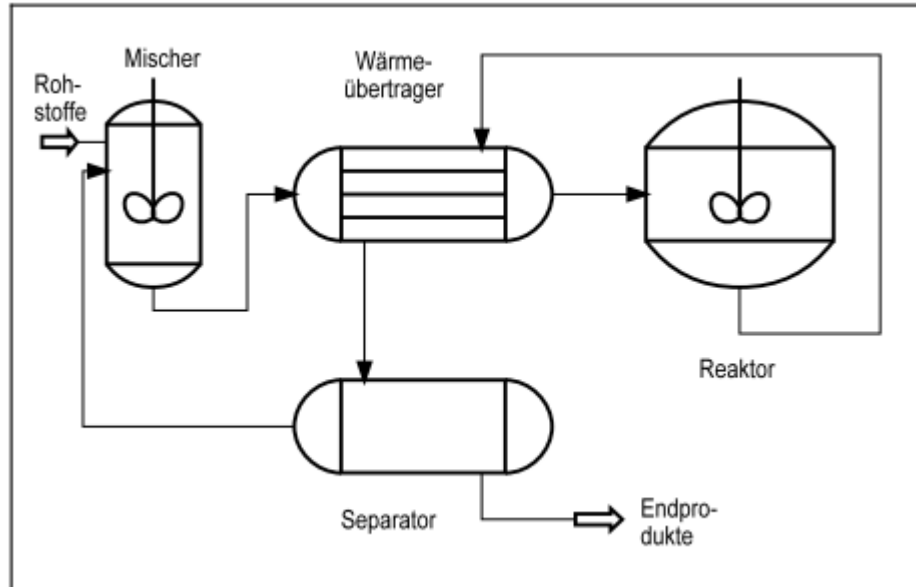 Mischer
Roh-
stoffe
Wärme-
übertrager
Reaktor
Separator
Endpro-
dukte